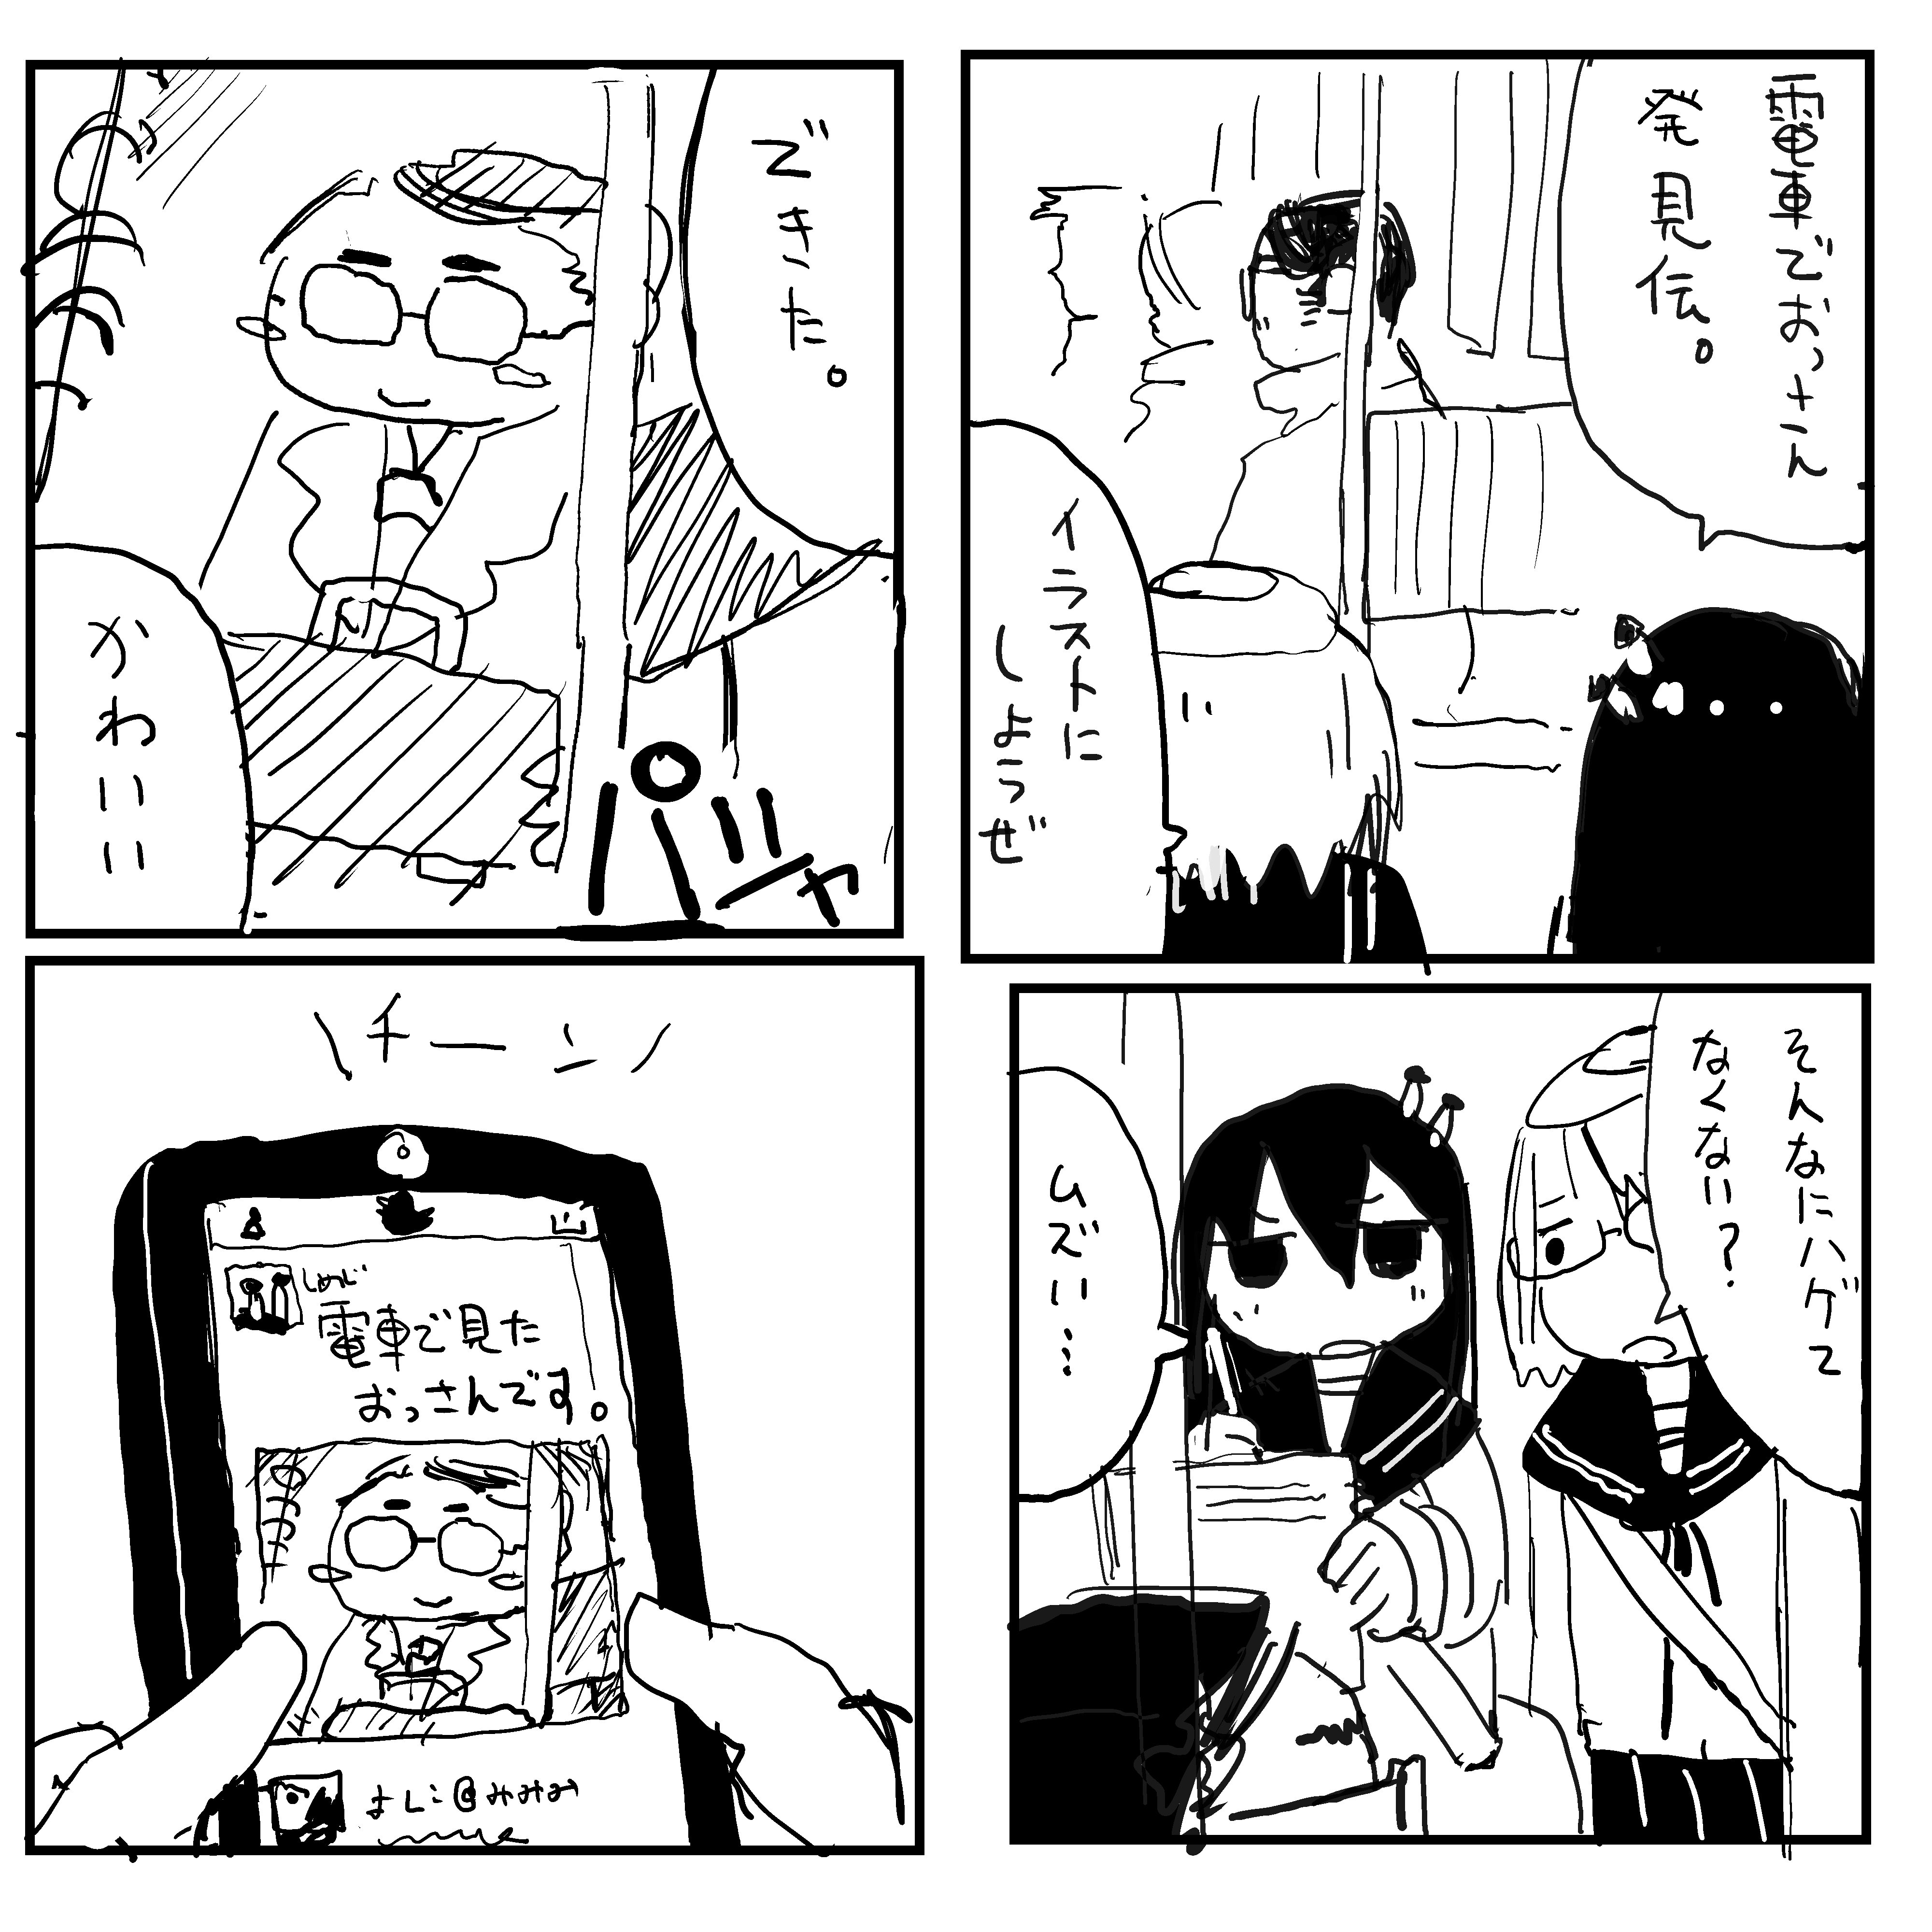 電車でおっさん
発見伝。
イラストに
しようぜ
そんなにハゲて
なくない？
ムズい…
できた。
かわいい
バシャ
チーン
しめじ
電車で見た
おっさんです。
よしこ@みみみ